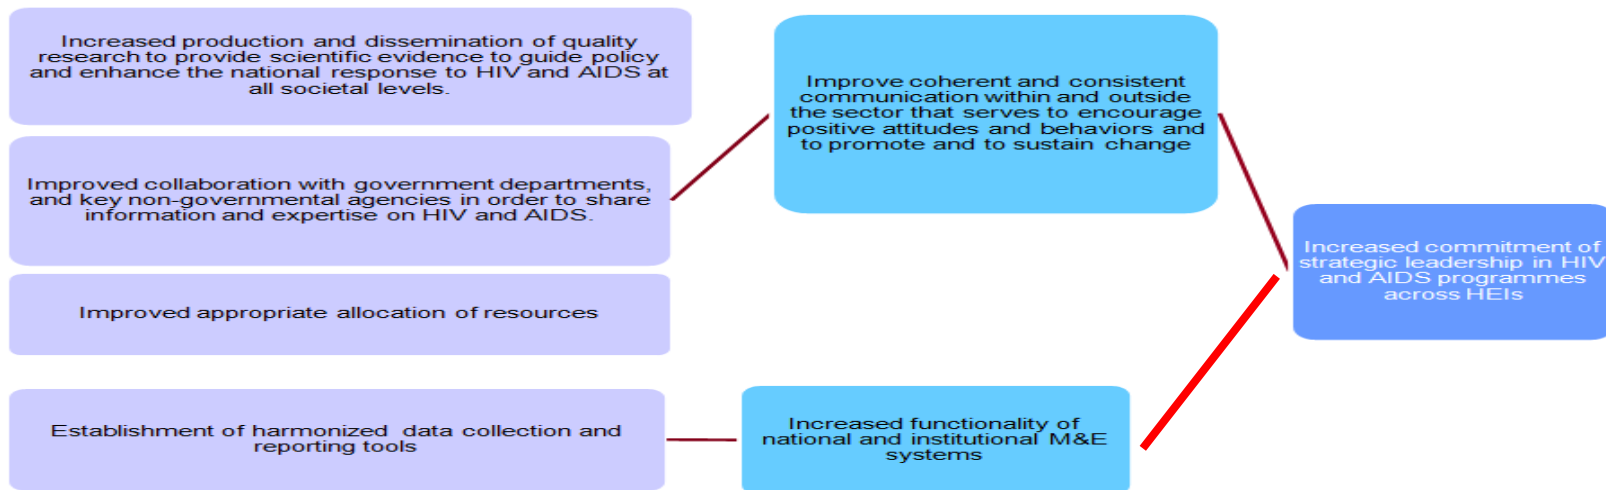 Increased production and dissemination of quality
research to provide scientific evidence to guide policy
and enhance the national response to HIV and AIDS at
all societal levels.
Improved collaboration with government departments,
and key non-governmental agencies in order to share
information and expertise on HIV and AIDS.
Improved appropriate allocation of resources
Establishment of harmonized data collection and
reporting tools
Improve coherent and consistent
communication within and outside
the sector that serves to encourage
positive attitudes and behaviors and
to promote and to sustain change
Increased functionality of
national and institutional M&E
systems
Increased commitment of
strategic leadership in HIV
and AIDS programmes
across HEIs